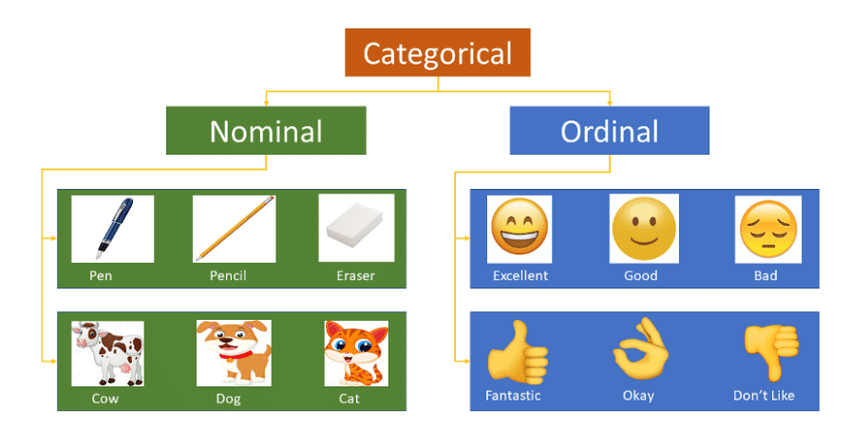 Categorical
Nominal
Ordinal
Pen
Pencil
Eraser
Excellent
Good
Bad
Cow
Dog
Cat
Fantastic
Okay
Don't Like